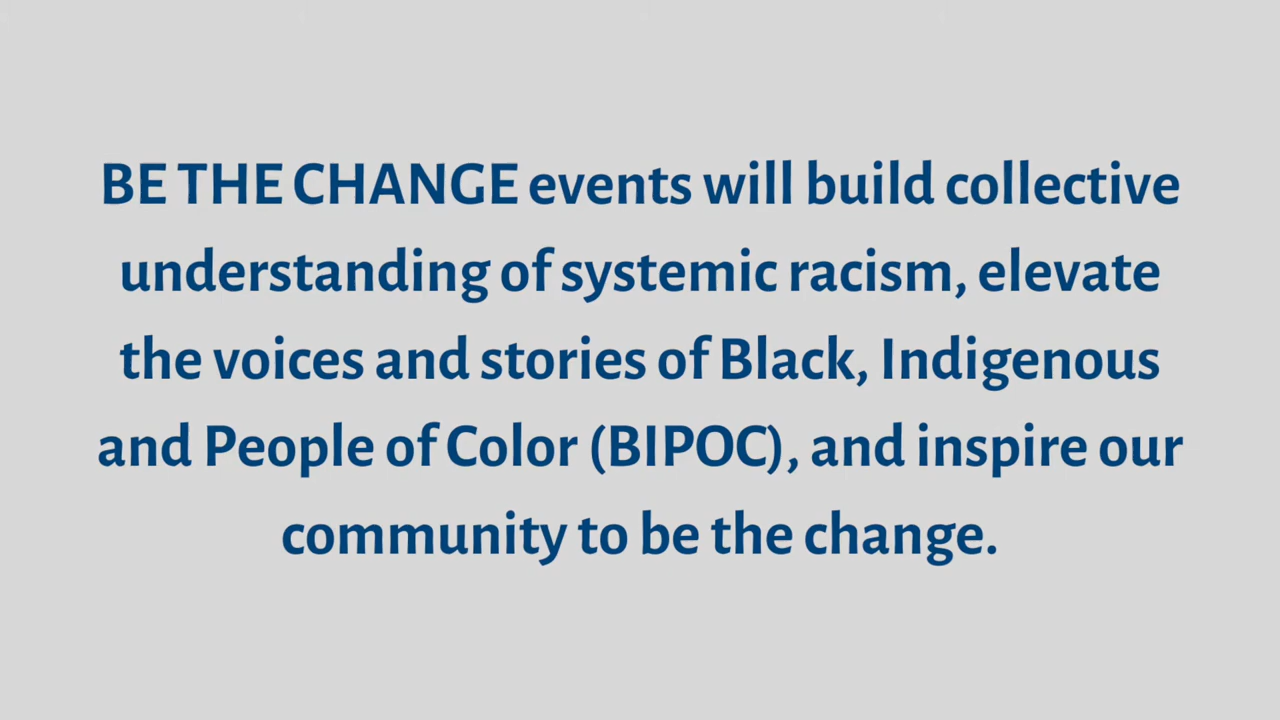 BE THE CHANGE events will build collective
understanding of systemic racism, elevate
the voices and stories of Black, Indigenous
and People of Color (BIPOC), and inspire our
community to be the change.